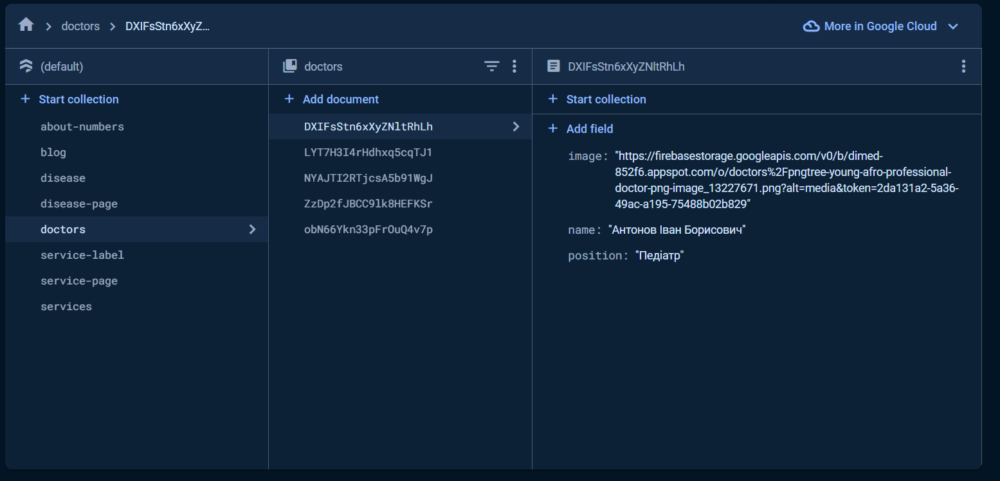 doctors
DXIFsStn6xXyZ...
More in Google Cloud
(default)
doctors
DXIFsStn6xXyZNltRhLh
+ Start collection
+ Add document
+ Start collection
about-numbers
blog
disease
disease-page
doctors
service-label
service-page
services
DXIFsStn6xXyZNltRhLh
LYT7H3I4rHdhxq5cqTJ1
NYAJTI2RTjcsA5b91WgJ
ZzDp2fJBCC9lk8HEFKSr
obN66Ykn33pFrOuQ4v7p
+ Add field
image: "https://firebasestorage.googleapis.com/v0/b/dimed-
852f6.appspot.com/o/doctors%2Fpngtree-young-afro-professional-
doctor-png-image_13227671.png?alt=media&token=2da131a2-5a36-
49ac-a195-75488b02b829"
name: "Антонов Іван Борисович"
position: "Педіатр"